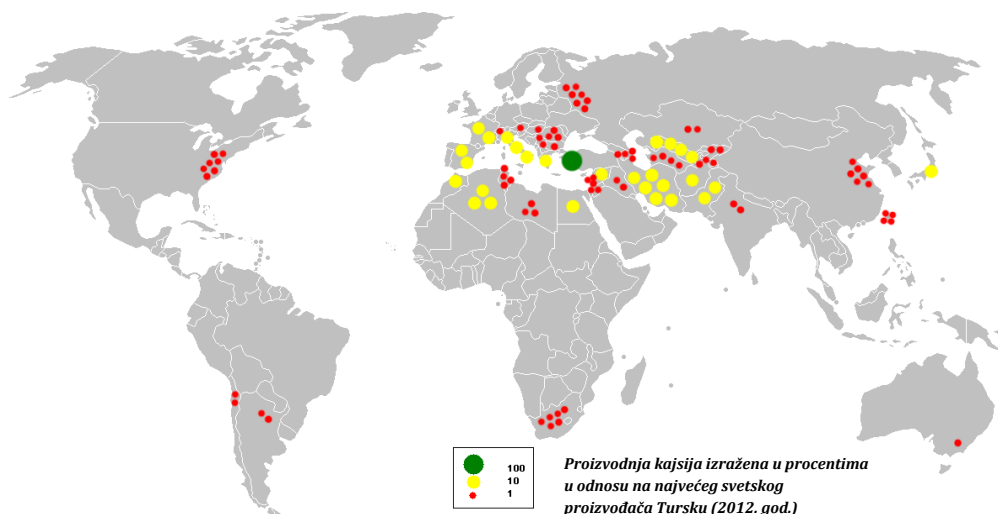 100
10
1
Proizvodnja kajsija izražena u procentima
u odnosu na najvećeg svetskog
proizvođača Tursku (2012. god.)